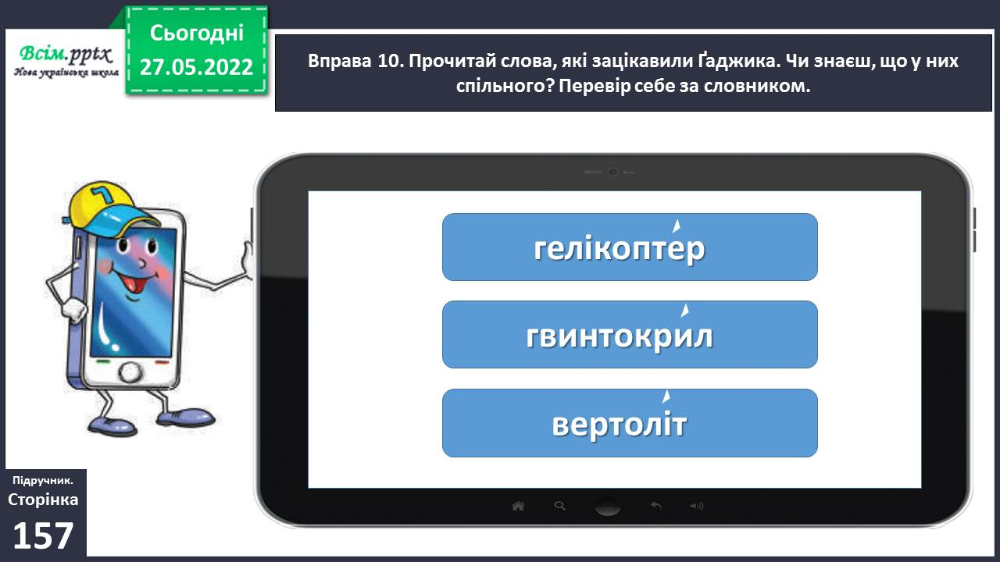 Всім.pptx
Нова українська школа
Сьогодні
27.05.2022
Вправа 10. Прочитай слова, які зацікавили Ґаджика. Чи знаєш, що у них
спільного? Перевір себе за словником.
гелікопте́р
гвинтокри́л
вертолі́т
Підручник.
Сторінка
157